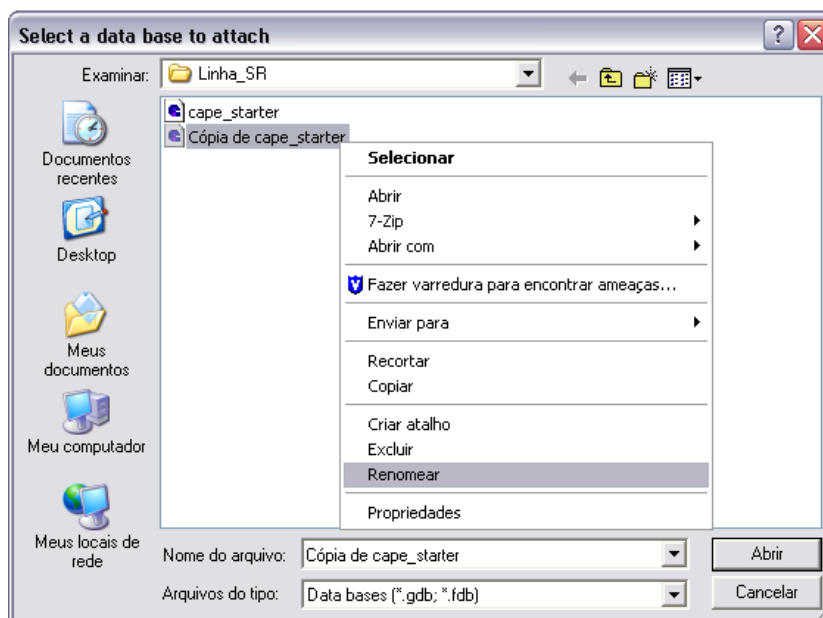 Select a data base to attach
Examinar: Linha_SR
cape_starter
Cópia de cape_starter
Documentos
recentes
Desktop
Meus
documentos
Meu computador
Meus locais de
rede
Selecionar
Abrir
7-Zip
Abrir com
Fazer varredura para encontrar ameaças...
Enviar para
Recortar
Copiar
Criar atalho
Excluir
Renomear
Propriedades
Nome do arquivo: Cópia de cape_starter Abrir
Arquivos do tipo: Data bases (*.gdb; *.fdb) Cancelar